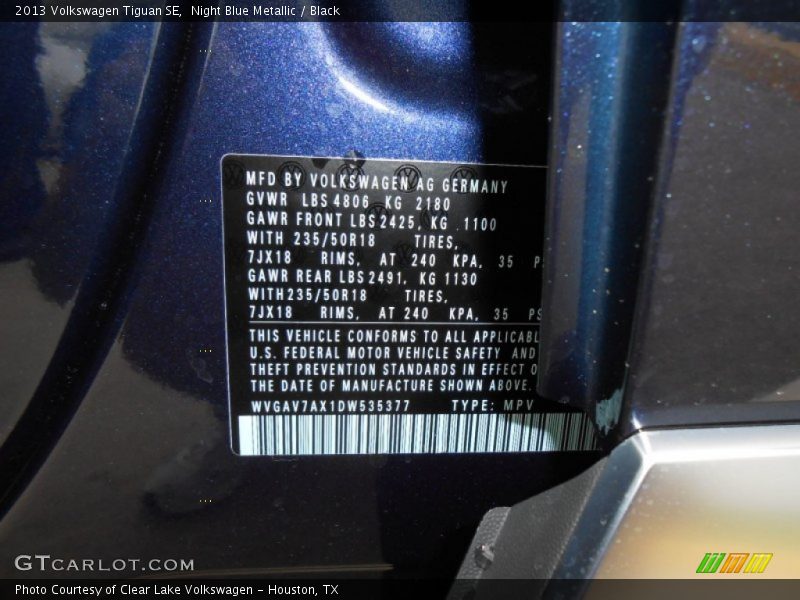 2013 Volkswagen Tiguan SE, Night Blue Metallic / Black
MFD BY VOLKSWAGEN AG GERMANY
GVWR LBS 4806 KG 2180
GAWR FRONT LBS 2425, KG 1100
WITH 235/50R18 TIRES,
7JX18 RIMS, AT 240 KPA, 35 P
GAWR REAR LBS 2491, KG 1130
WITH 235/50R18 TIRES,
7JX18 RIMS, AT 240 KPA, 35 PS
THIS VEHICLE CONFORMS TO ALL APPLICABL
U.S. FEDERAL MOTOR VEHICLE SAFETY AND
THEFT PREVENTION STANDARDS IN EFFECT O
THE DATE OF MANUFACTURE SHOWN ABOVE.
WVGAV7AX1DW535377 TYPE: MPV
GTCARLOT.COM
Photo Courtesy of Clear Lake Volkswagen - Houston, TX